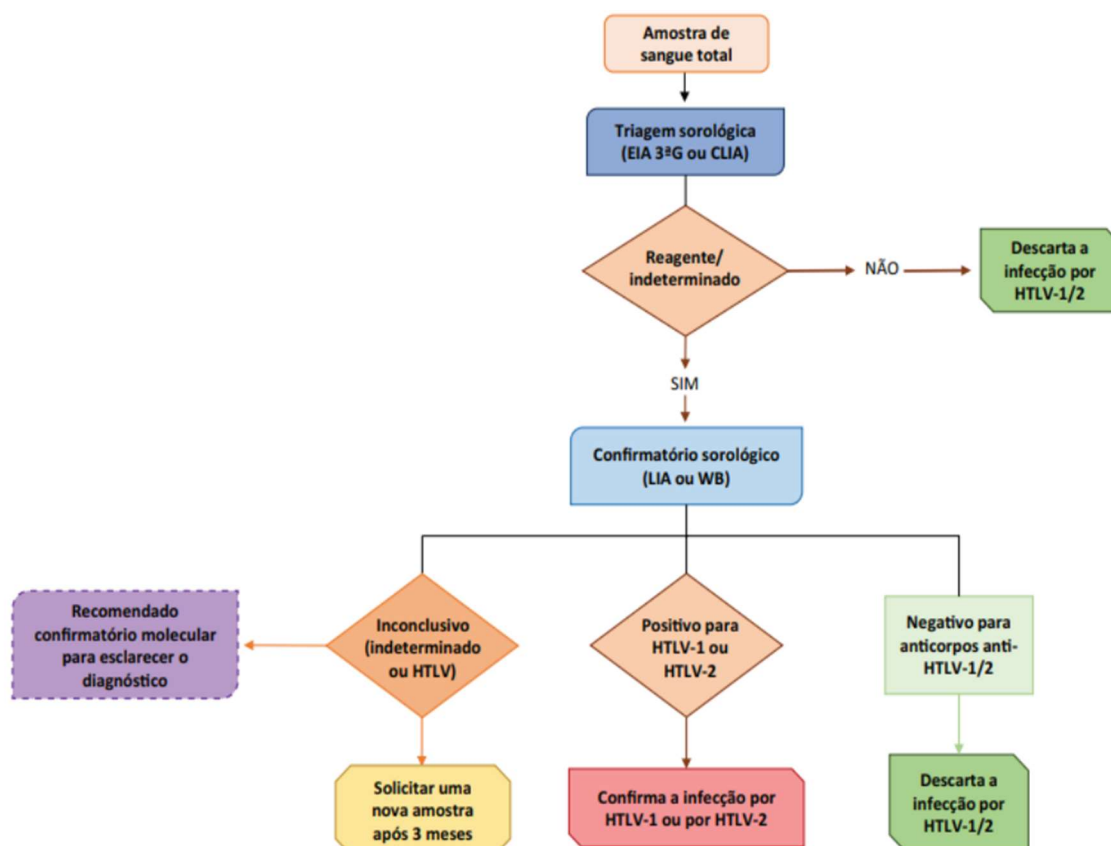 Amostra de
sangue total
Triagem sorológica
(EIA 3ªG ou CLIA)
Reagente/
indeterminado
NÃO
Descarta a
infecção por
HTLV-1/2
SIM
Confirmatório sorológico
(LIA ou WB)
Recomendado
confirmatório molecular
para esclarecer o
diagnóstico
Inconclusivo
(indeterminado
ou HTLV)
Positivo para
HTLV-1 ou
HTLV-2
Negativo para
anticorpos anti-
HTLV-1/2
Solicitar uma
nova amostra
após 3 meses
Confirma a infecção por
HTLV-1 ou por HTLV-2
Descarta a
infecção por
HTLV-1/2